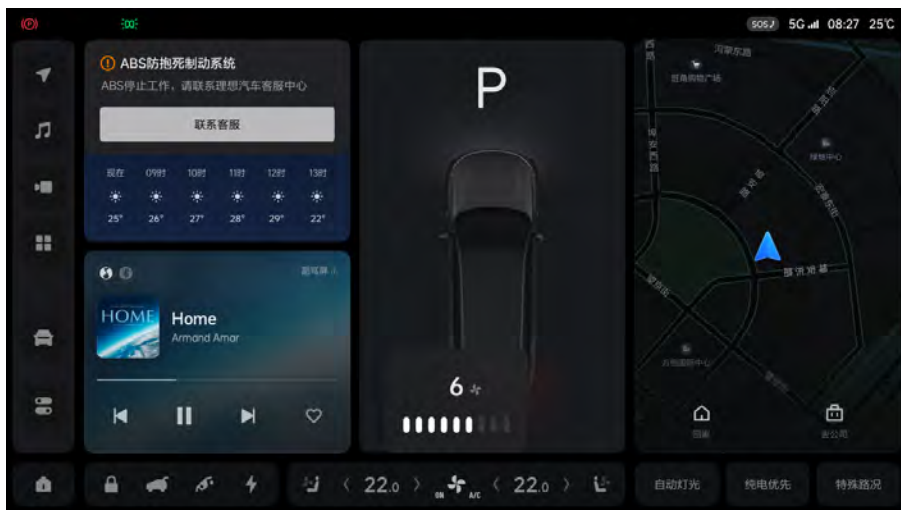 (P)
SOS
5G
08:27
25℃
ABS防抱死制动系统
ABS停止工作，请联系理想汽车客服中心
联系客服
现在 09时 10时 11时 12时 13时
25° 26° 27° 28° 29° 22°
HOME
Home
Armand Amar
P
6
望京街
回家
去公司
22.0
ON
A/C
22.0
自动灯光
纯电优先
特殊路况